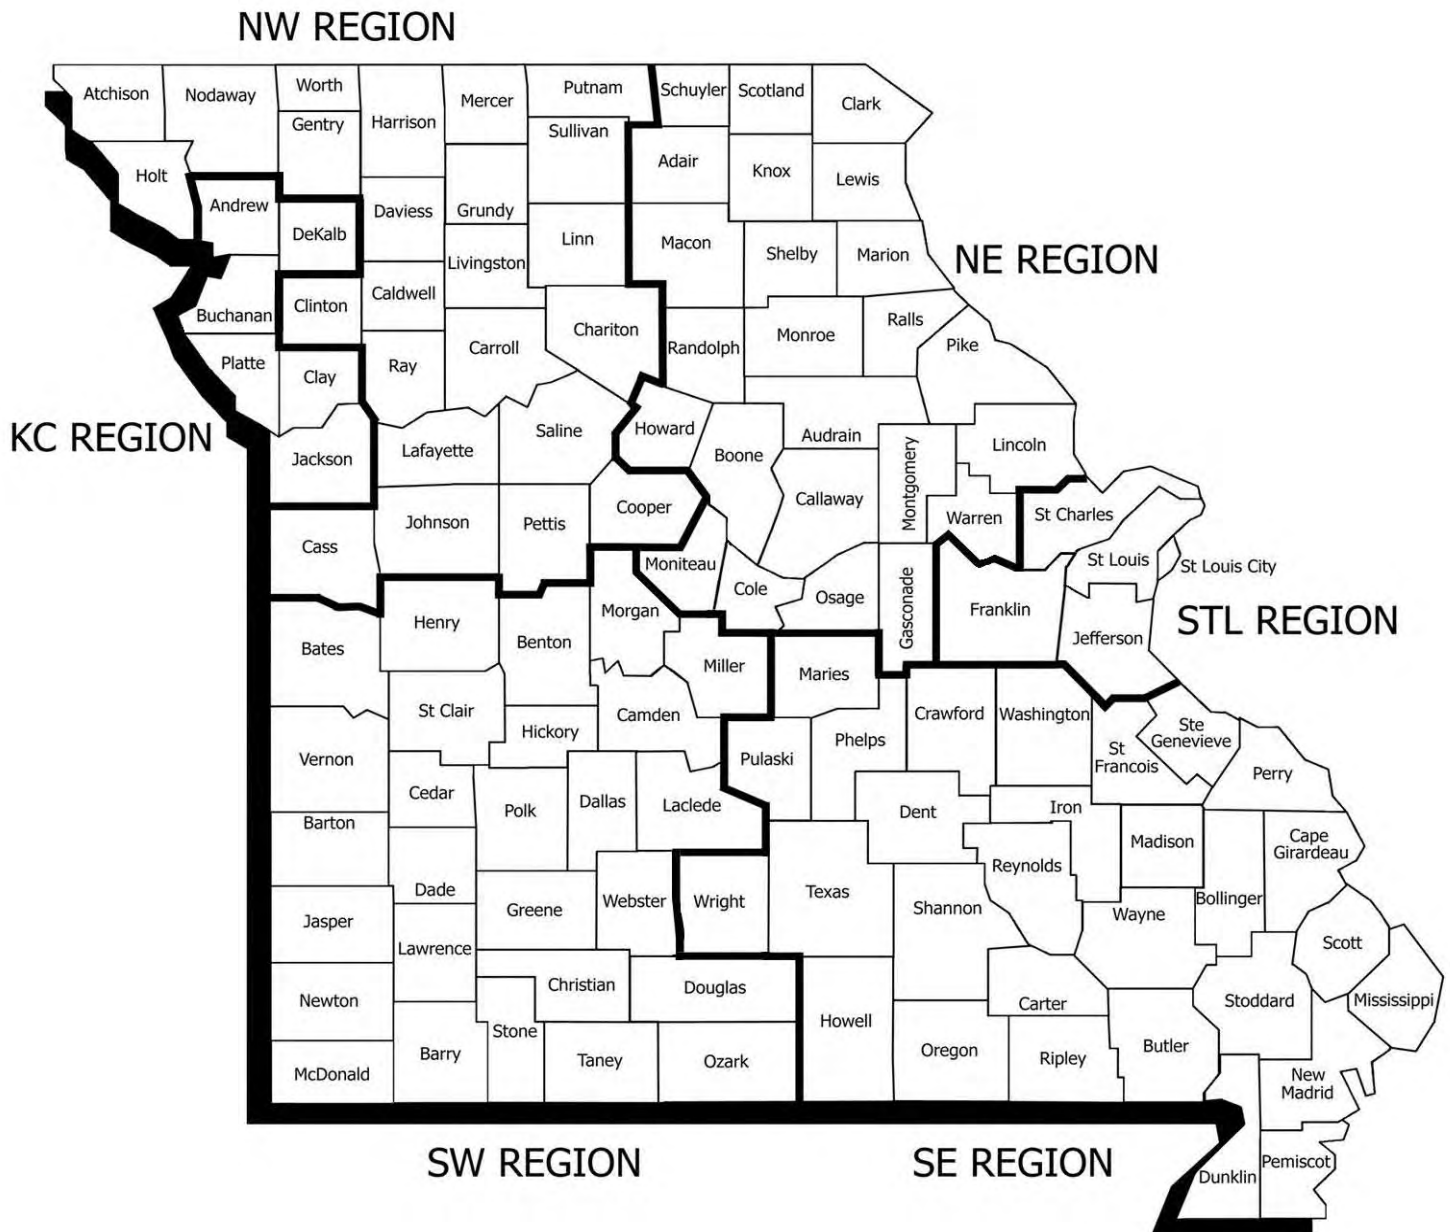 NW REGION
Atchison
Nodaway
Worth
Gentry
Harrison
Mercer
Putnam
Sullivan
Schuyler
Scotland
Clark
Holt
Andrew
DeKalb
Daviess
Grundy
Linn
Adair
Knox
Lewis
Macon
Shelby
Marion
NE REGION
Buchanan
Clinton
Caldwell
Livingston
Chariton
Randolph
Monroe
Ralls
Pike
Platte
Clay
Ray
Carroll
KC REGION
Jackson
Lafayette
Saline
Howard
Boone
Audrain
Callaway
Montgomery
Lincoln
Warren
St Charles
St Louis
St Louis City
Cass
Johnson
Pettis
Cooper
Moniteau
Cole
Osage
Gasconade
Franklin
Jefferson
STL REGION
Bates
Henry
Benton
Morgan
Miller
Maries
St Clair
Hickory
Camden
Pulaski
Phelps
Crawford
Washington
St
Francois
Ste
Genevieve
Perry
Vernon
Cedar
Polk
Dallas
Laclede
Dent
Iron
Madison
Cape
Girardeau
Barton
Dade
Greene
Webster
Wright
Texas
Shannon
Reynolds
Wayne
Bollinger
Scott
Jasper
Lawrence
Christian
Douglas
Newton
Stone
Howell
Carter
Stoddard
Mississippi
McDonald
Barry
Taney
Ozark
Oregon
Ripley
Butler
New
Madrid
Dunklin
Pemiscot
SW REGION
SE REGION